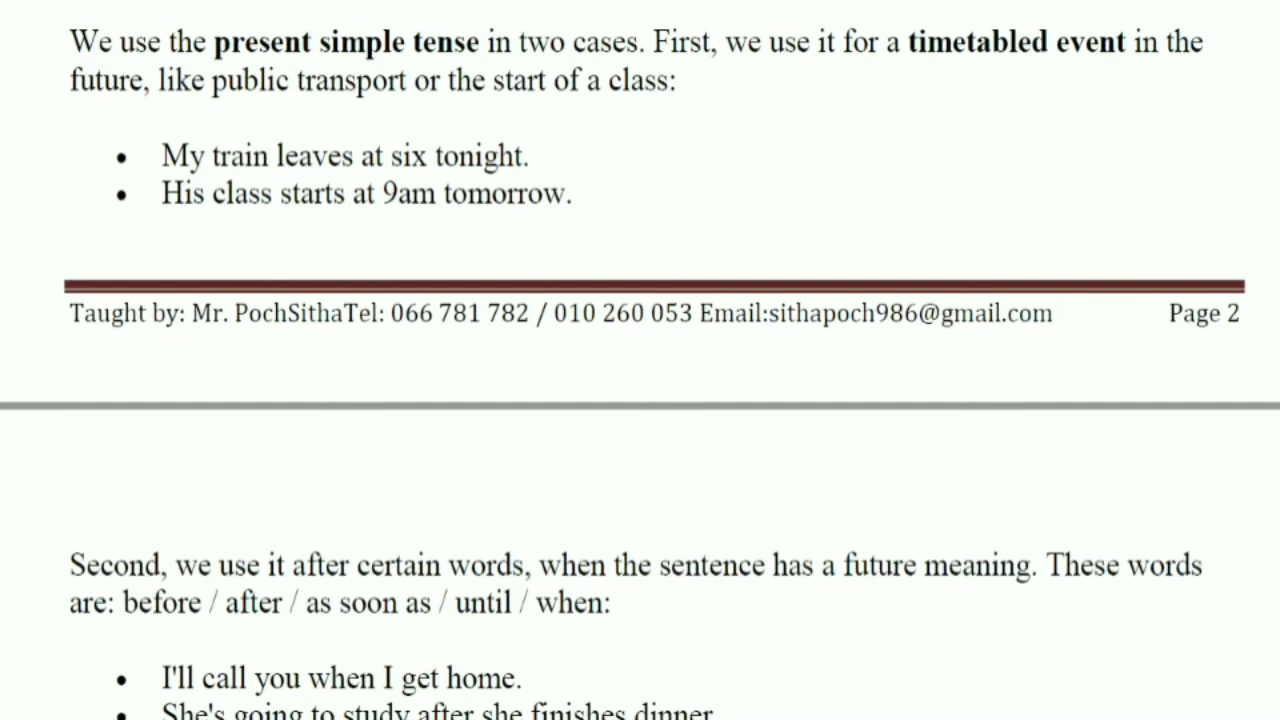 We use the present simple tense in two cases. First, we use it for a timetabled event in the
future, like public transport or the start of a class:
• My train leaves at six tonight.
• His class starts at 9am tomorrow.
Taught by: Mr. PochSithaTel: 066 781 782 / 010 260 053 Email:sithapoch986@gmail.com Page 2
Second, we use it after certain words, when the sentence has a future meaning. These words
are: before / after / as soon as / until / when:
• I'll call you when I get home.
• She's going to study after she finishes dinner